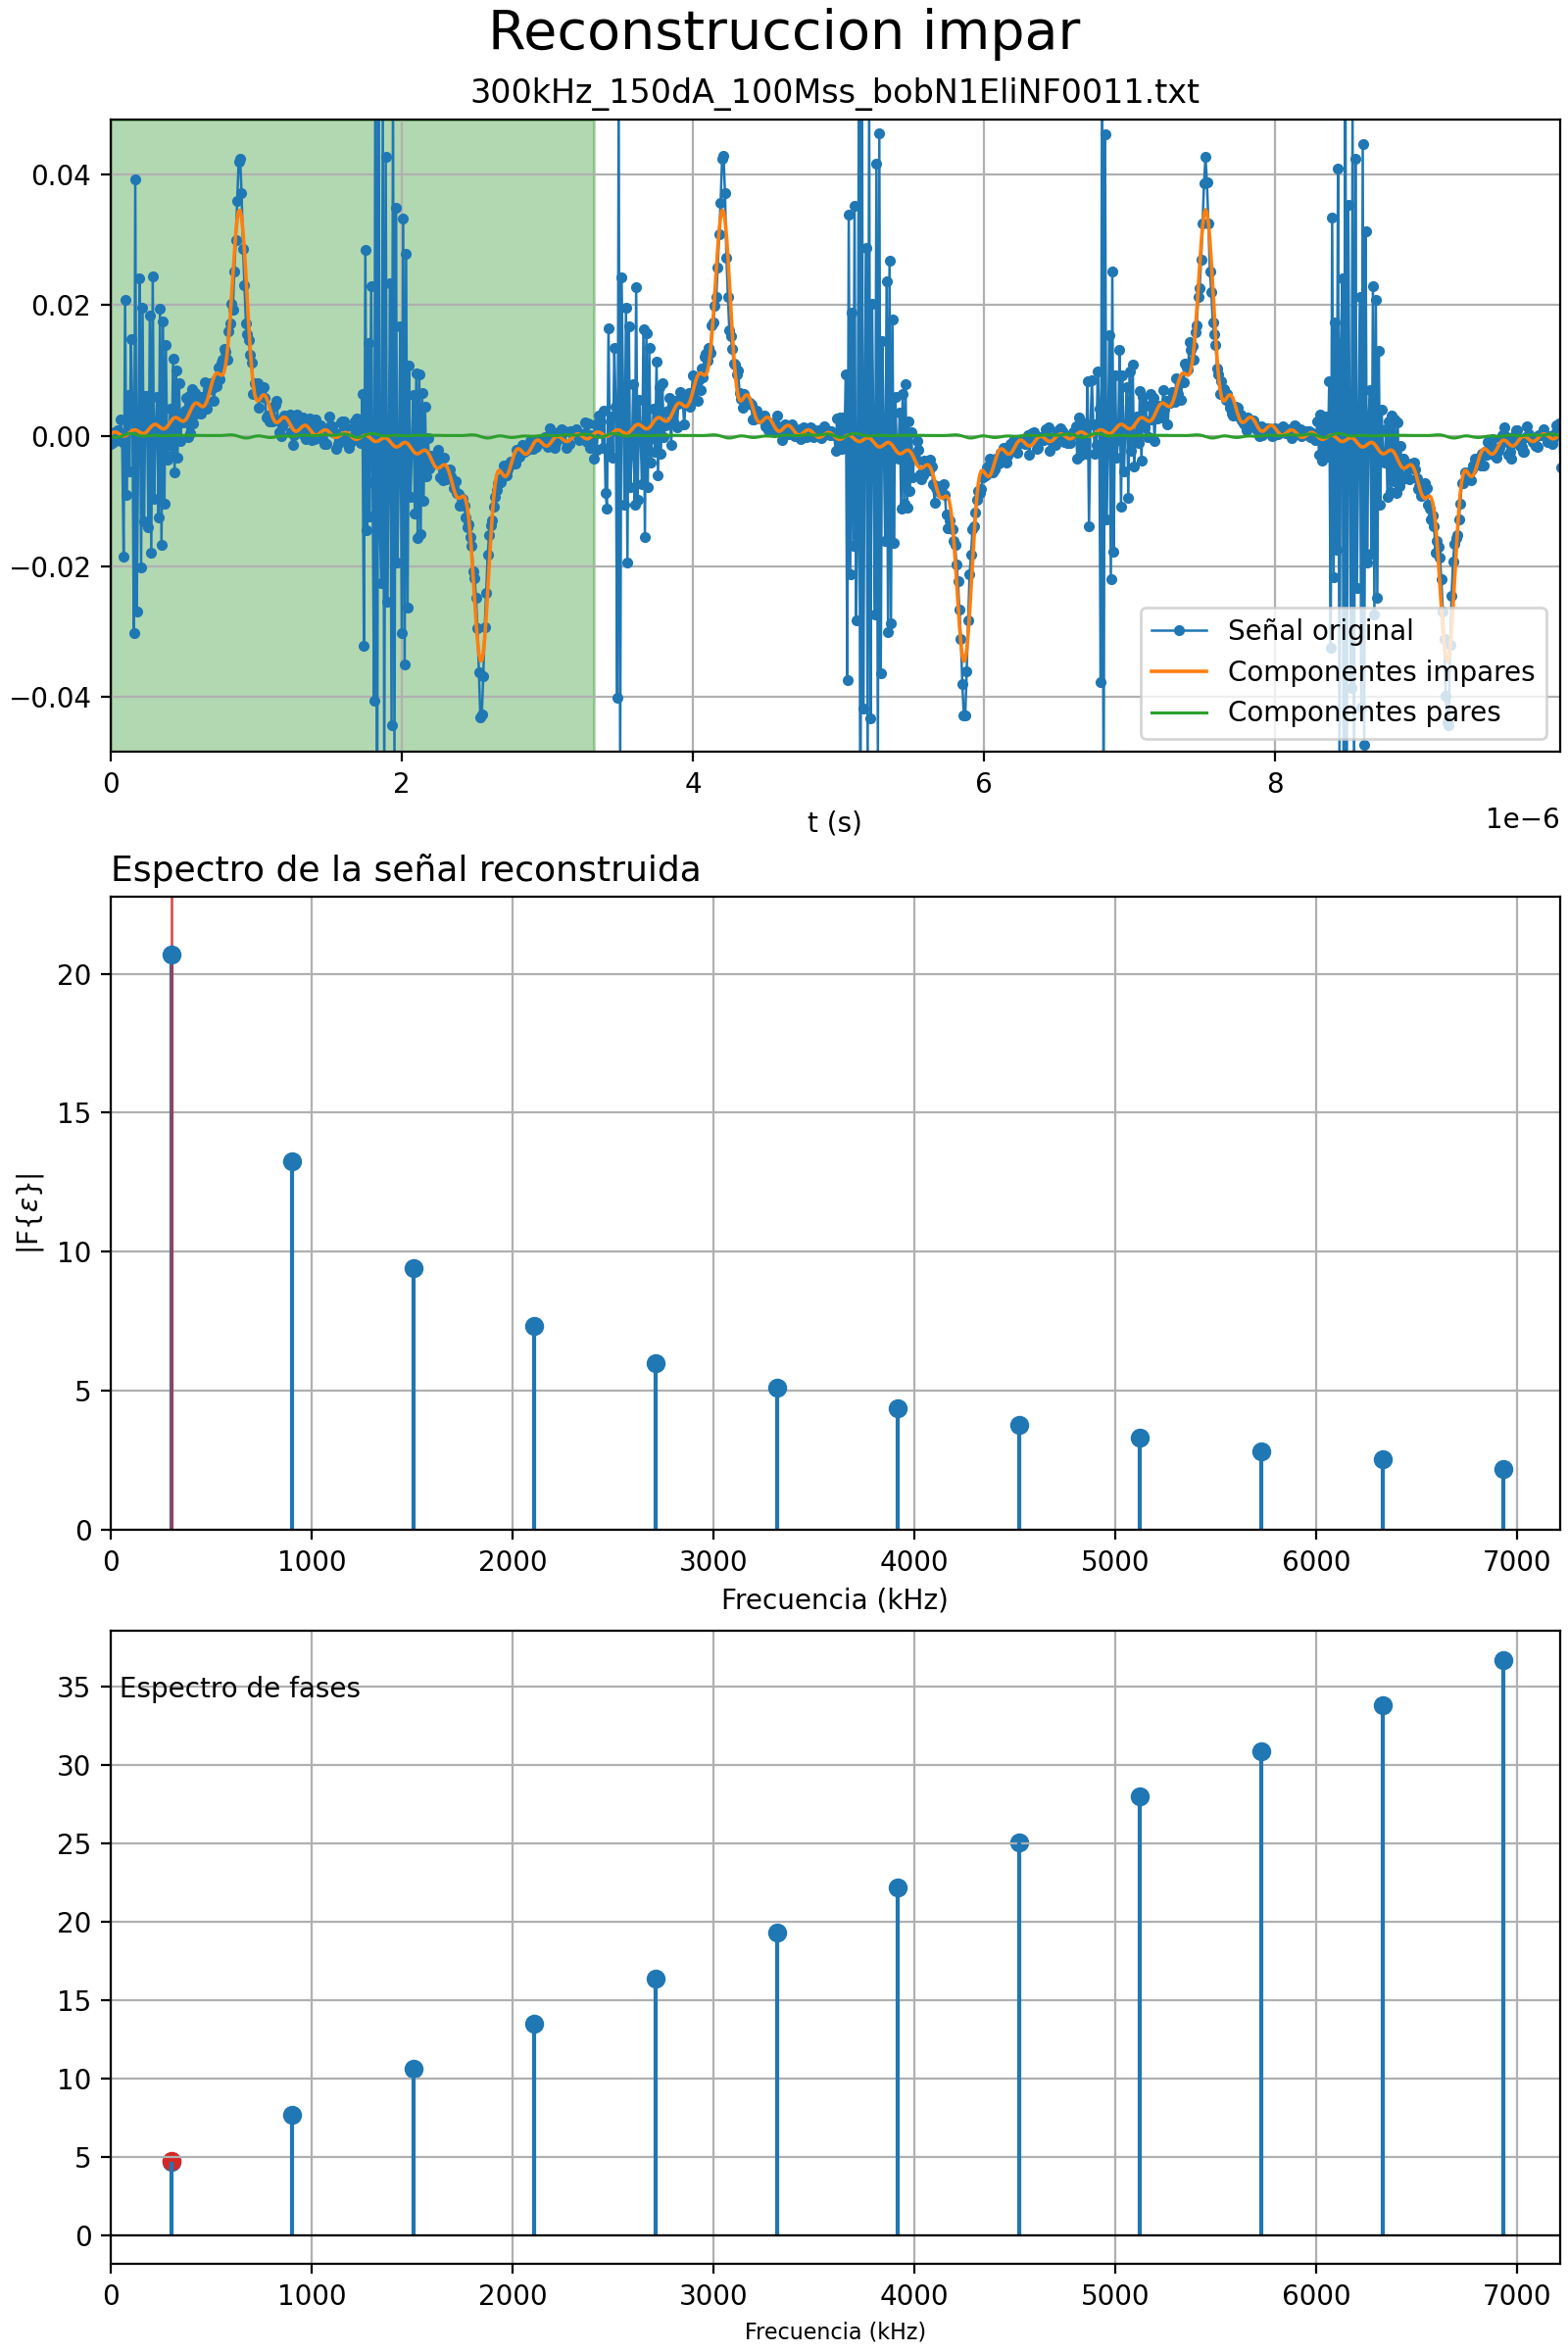 Reconstruccion impar
300kHz_150dA_100Mss_bobN1EliNF0011.txt
0.04
0.02
0.00
−0.02
−0.04
Señal original
Componentes impares
Componentes pares
0 2 4 6 8
t (s)
1e−6
Espectro de la señal reconstruida
20
15
10
5
0
|F{ε}|
0 1000 2000 3000 4000 5000 6000 7000
Frecuencia (kHz)
Espectro de fases
35
30
25
20
15
10
5
0
0 1000 2000 3000 4000 5000 6000 7000
Frecuencia (kHz)